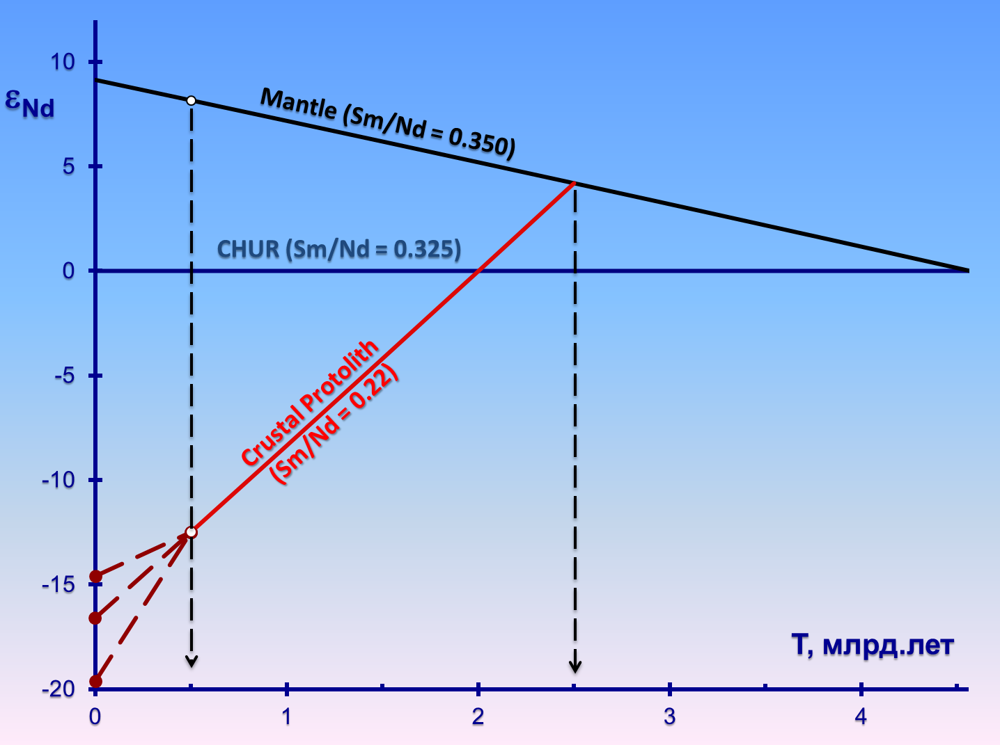 10
εNd
Mantle (Sm/Nd = 0.350)
5
CHUR (Sm/Nd = 0.325)
0
-5
Crustal Protolith
(Sm/Nd = 0.22)
-10
-15
T, млрд.лет
-20
0
1
2
3
4